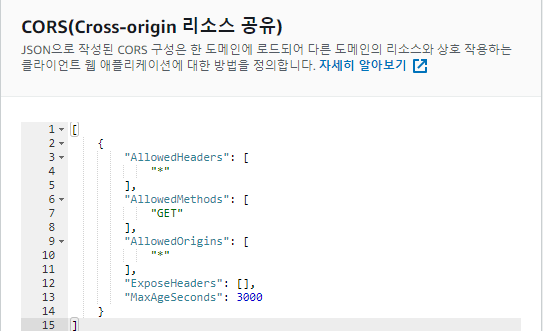 CORS(Cross-origin 리소스 공유)
JSON으로 작성된 CORS 구성은 한 도메인에 로드되어 다른 도메인의 리소스와 상호 작용하는
클라이언트 웹 애플리케이션에 대한 방법을 정의합니다. 자세히 알아보기
1 [
2 {
3 "AllowedHeaders": [
4 "*"
5 ],
6 "AllowedMethods": [
7 "GET"
8 ],
9 "AllowedOrigins": [
10 "*"
11 ],
12 "ExposeHeaders": [],
13 "MaxAgeSeconds": 3000
14 }
15 ]